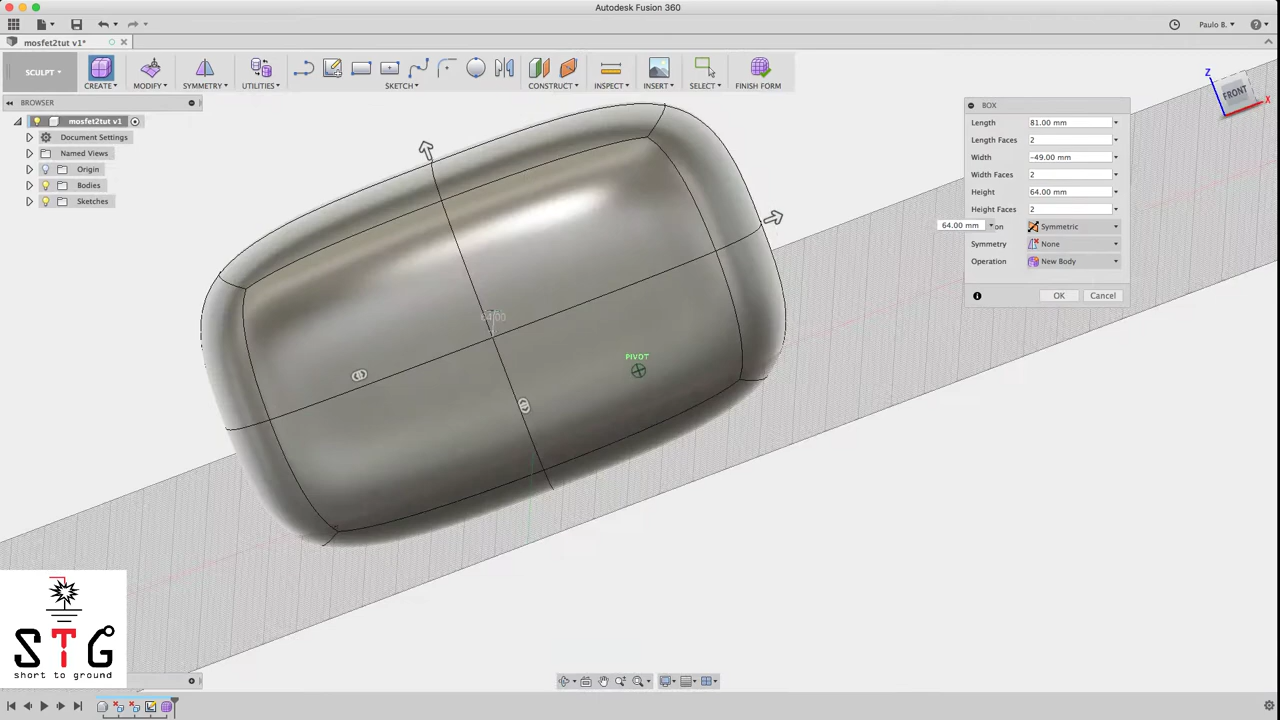 Autodesk Fusion 360
Paulo B.
mosfet2tut v1*
SCULPT
CREATE
MODIFY
SYMMETRY
UTILITIES
SKETCH
CONSTRUCT
INSPECT
INSERT
SELECT
FINISH FORM
BROWSER
mosfet2tut v1
Document Settings
Named Views
Origin
Bodies
Sketches
Z
FRONT
X
BOX
Length 81.00 mm
Length Faces 2
Width -49.00 mm
Width Faces 2
Height 64.00 mm
Height Faces 2
64.00 mm on Symmetric
Symmetry None
Operation New Body
OK Cancel
64.00
PIVOT
STG
short to ground